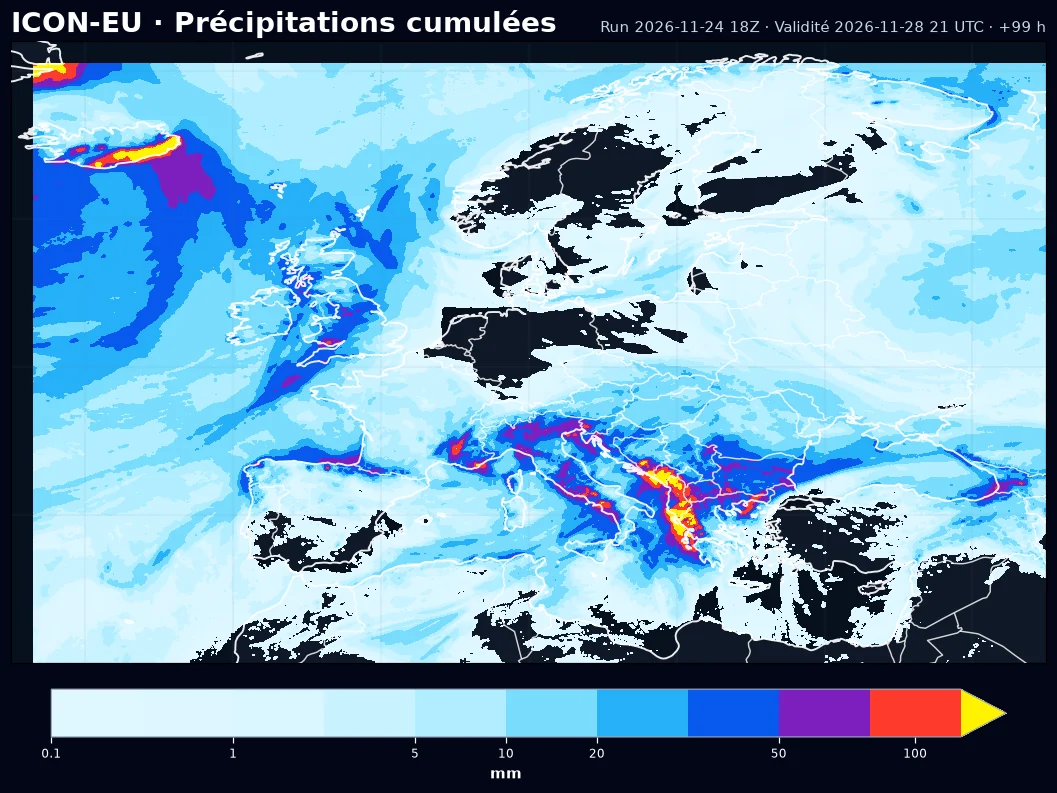 ICON-EU · Précipitations cumulées
Run 2026-11-24 18Z · Validité 2026-11-28 21 UTC · +99 h
0.1 1 5 10 20 50 100
mm